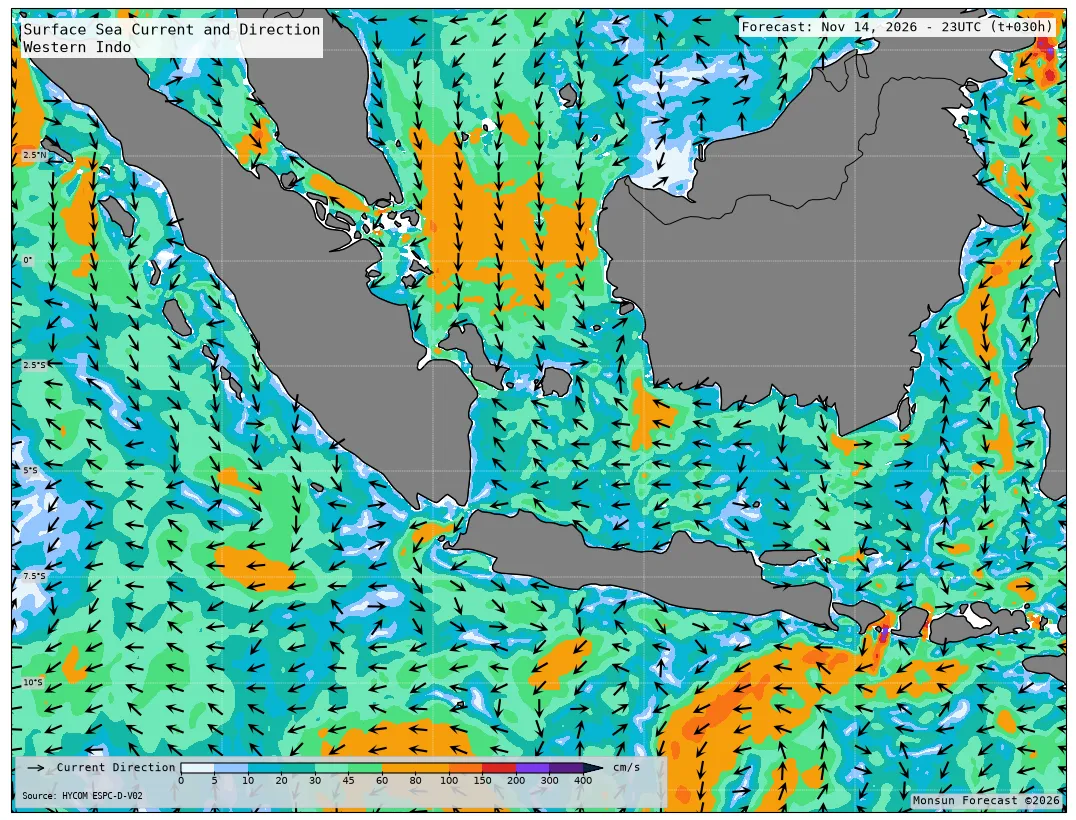 Surface Sea Current and Direction
Western Indo
Forecast: Nov 14, 2026 - 23UTC (t+030h)
2.5°N
0°
2.5°S
5°S
7.5°S
10°S
Current Direction
0 5 10 20 30 45 60 80 100 150 200 300 400 cm/s
Source: HYCOM ESPC-D-V02
Monsun Forecast ©2026